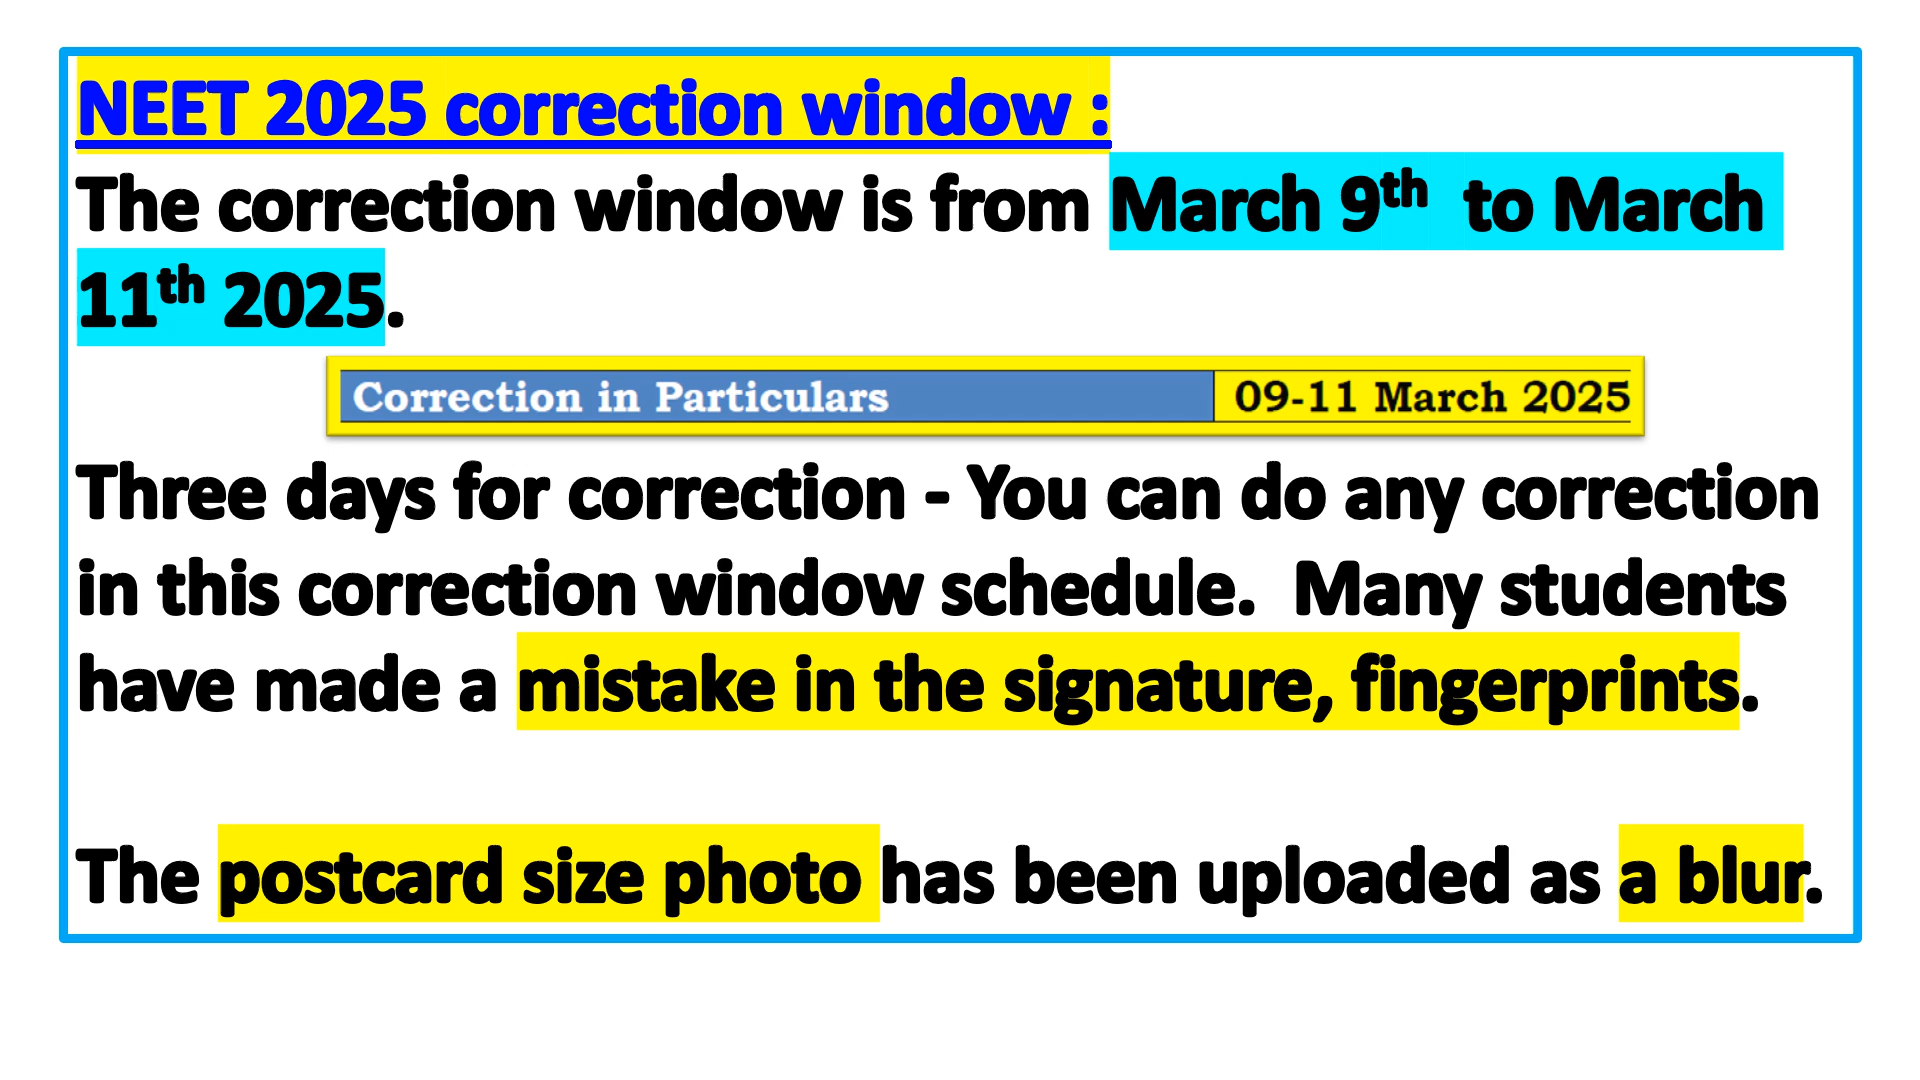 NEET 2025 correction window :
The correction window is from March 9th to March
11th 2025.
Correction in Particulars 09-11 March 2025
Three days for correction - You can do any correction
in this correction window schedule. Many students
have made a mistake in the signature, fingerprints.
The postcard size photo has been uploaded as a blur.